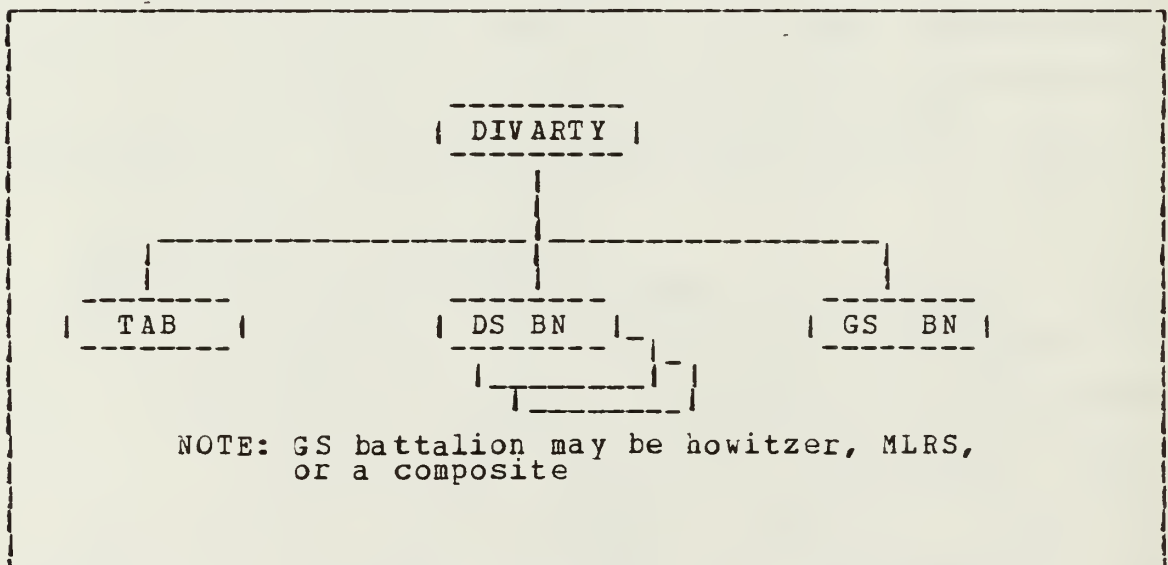 DIVARTY
TAB DS BN GS BN
NOTE: GS battalion may be howitzer, MLRS,
or a composite